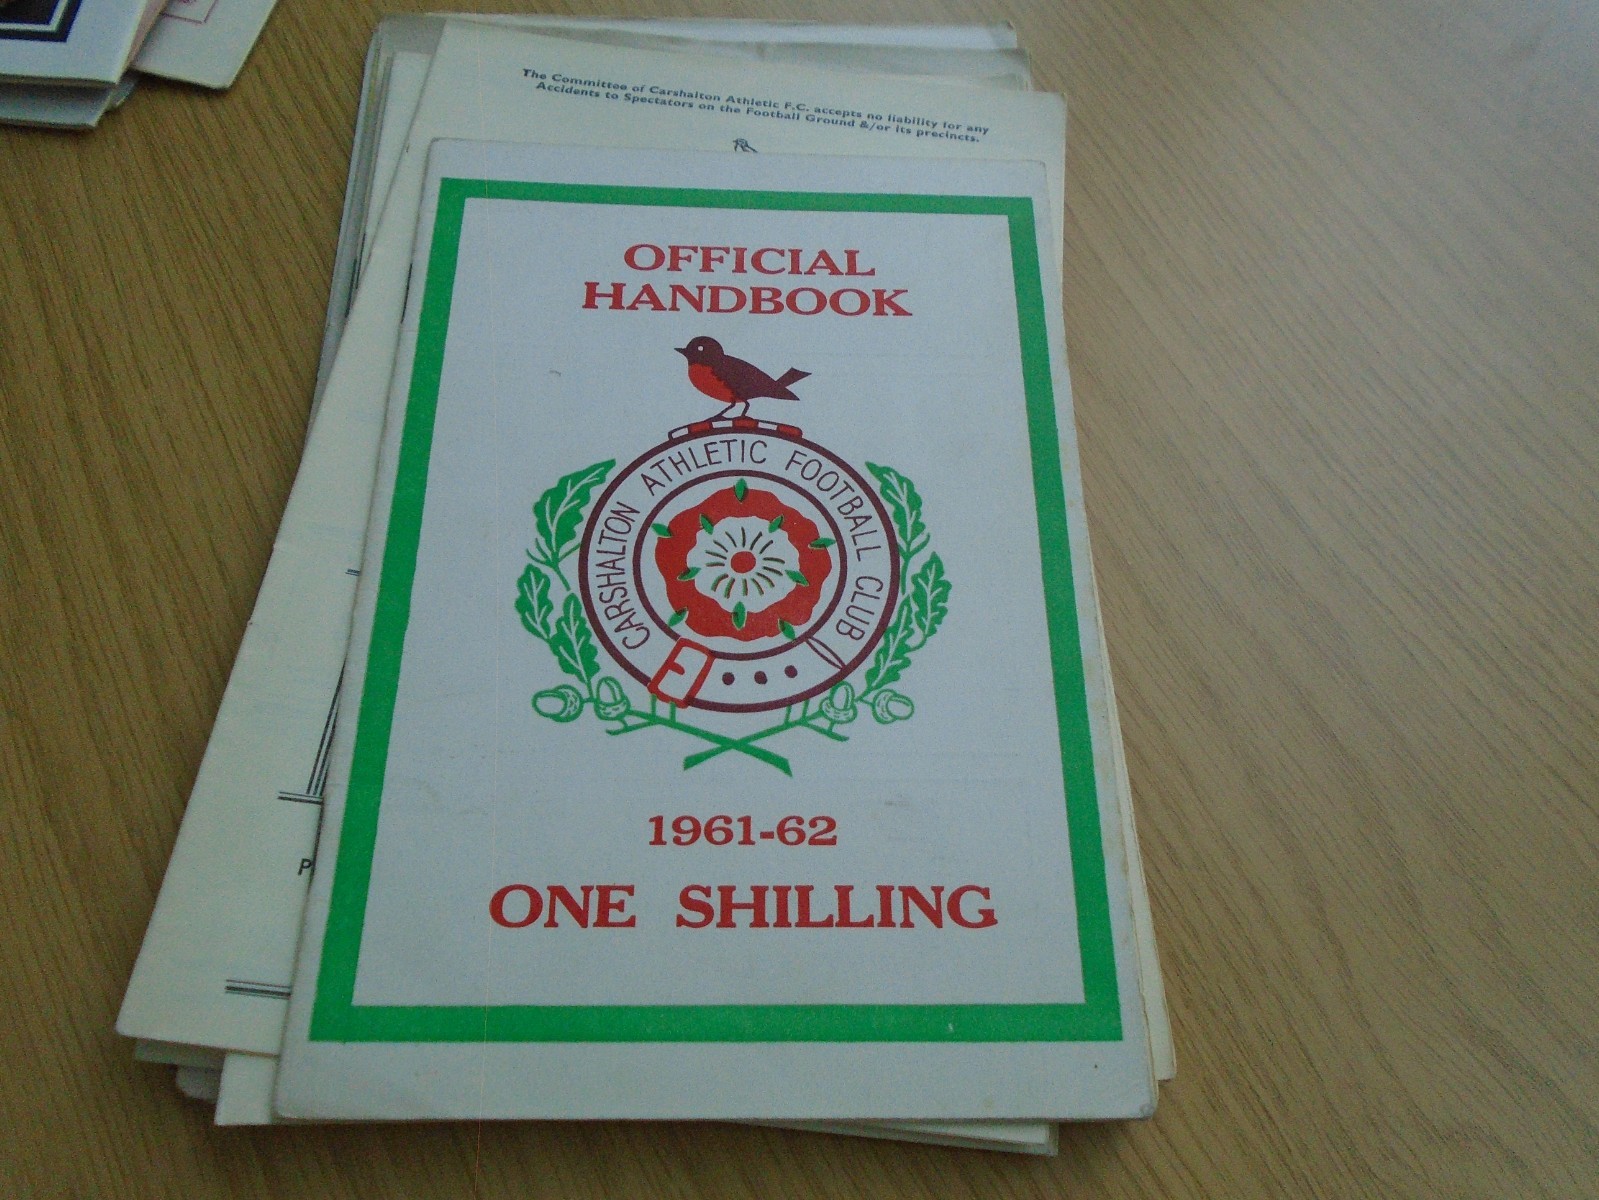 The Committee of Carshalton Athletic F.C. accepts no liability for any
Accidents to Spectators on the Football Ground &/or its precincts.
OFFICIAL
HANDBOOK
CARSHALTON ATHLETIC FOOTBALL CLUB
1961-62
ONE SHILLING
P